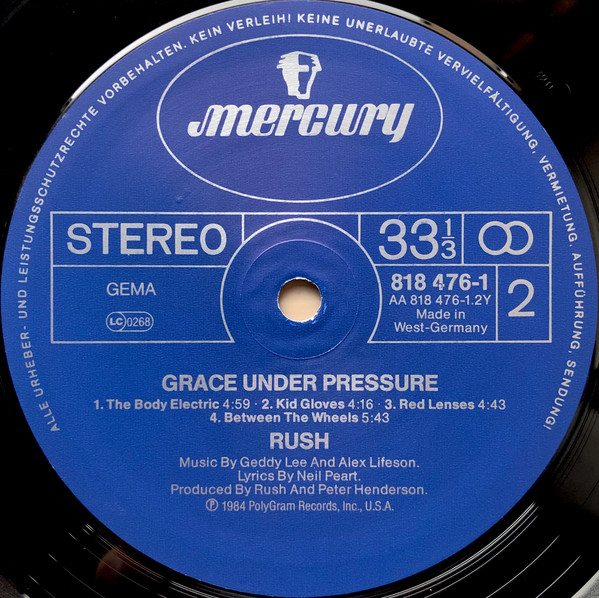 ALLE URHEBER- UND LEISTUNGSSCHUTZRECHTE VORBEHALTEN. KEIN VERLEIH! KEINE UNERLAUBTE VERVIELFÄLTIGUNG, VERMIETUNG, AUFFÜHRUNG, SENDUNG!
mercury
STEREO
33 1/3
GEMA
LC 0268
818 476-1
AA 818 476-1.2Y
Made in
West-Germany
2
GRACE UNDER PRESSURE
1. The Body Electric 4:59 · 2. Kid Gloves 4:16 · 3. Red Lenses 4:43
4. Between The Wheels 5:43
RUSH
Music By Geddy Lee And Alex Lifeson.
Lyrics By Neil Peart.
Produced By Rush And Peter Henderson.
Ⓟ 1984 PolyGram Records, Inc., U.S.A.